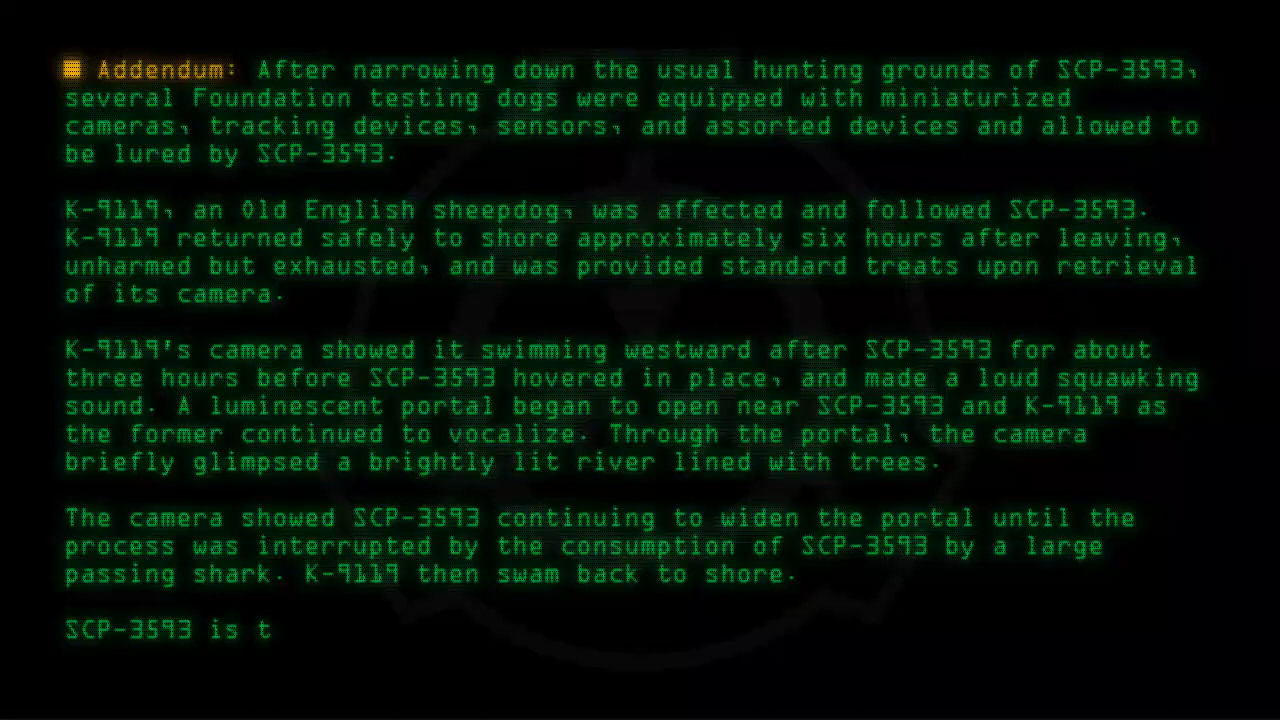 Addendum: After narrowing down the usual hunting grounds of SCP-3593,
several Foundation testing dogs were equipped with miniaturized
cameras, tracking devices, sensors, and assorted devices and allowed to
be lured by SCP-3593.
K-9119, an Old English sheepdog, was affected and followed SCP-3593.
K-9119 returned safely to shore approximately six hours after leaving,
unharmed but exhausted, and was provided standard treats upon retrieval
of its camera.
K-9119's camera showed it swimming westward after SCP-3593 for about
three hours before SCP-3593 hovered in place, and made a loud squawking
sound. A luminescent portal began to open near SCP-3593 and K-9119 as
the former continued to vocalize. Through the portal, the camera
briefly glimpsed a brightly lit river lined with trees.
The camera showed SCP-3593 continuing to widen the portal until the
process was interrupted by the consumption of SCP-3593 by a large
passing shark. K-9119 then swam back to shore.
SCP-3593 is t